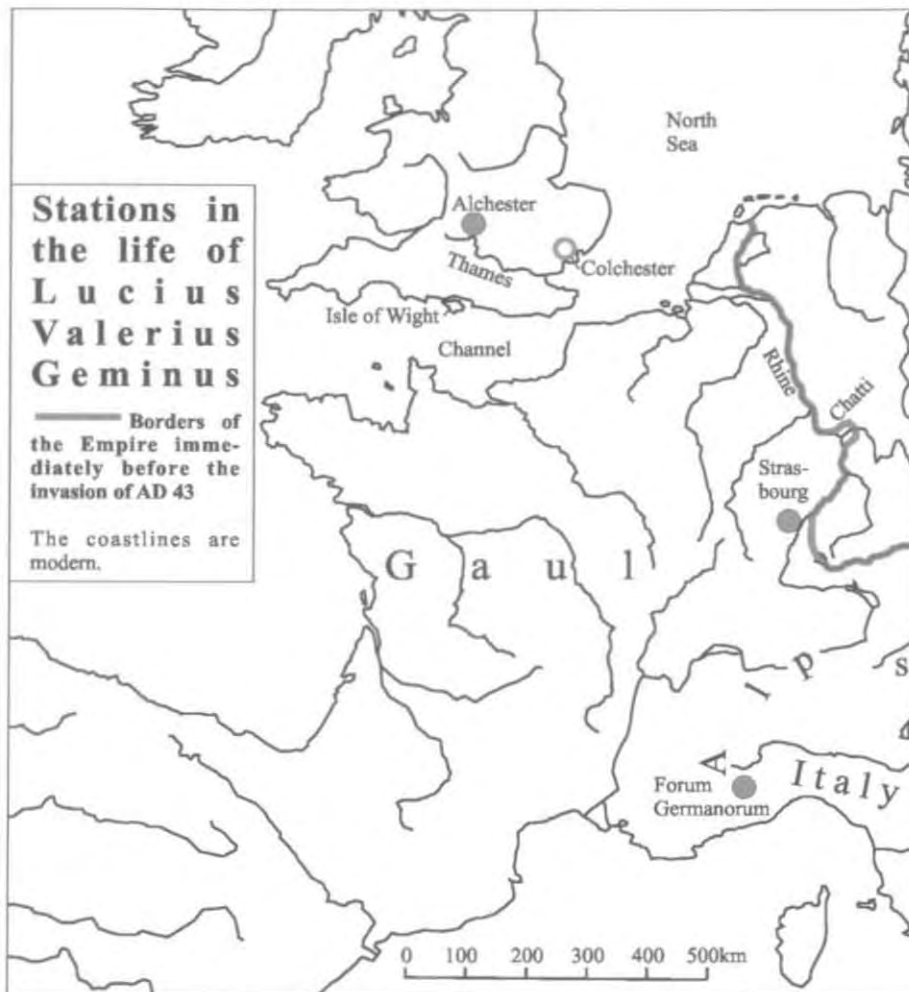 North
Sea
Stations in
the life of
Lucius
Valerius
Geminus
Borders of
the Empire imme-
diately before the
invasion of AD 43
The coastlines are
modern.
Alchester
Colchester
Thames
Isle of Wight
Channel
Rhine
Chatti
Stras-
bourg
Gaul
Alps
Italy
Forum
Germanorum
0 100 200 300 400 500km